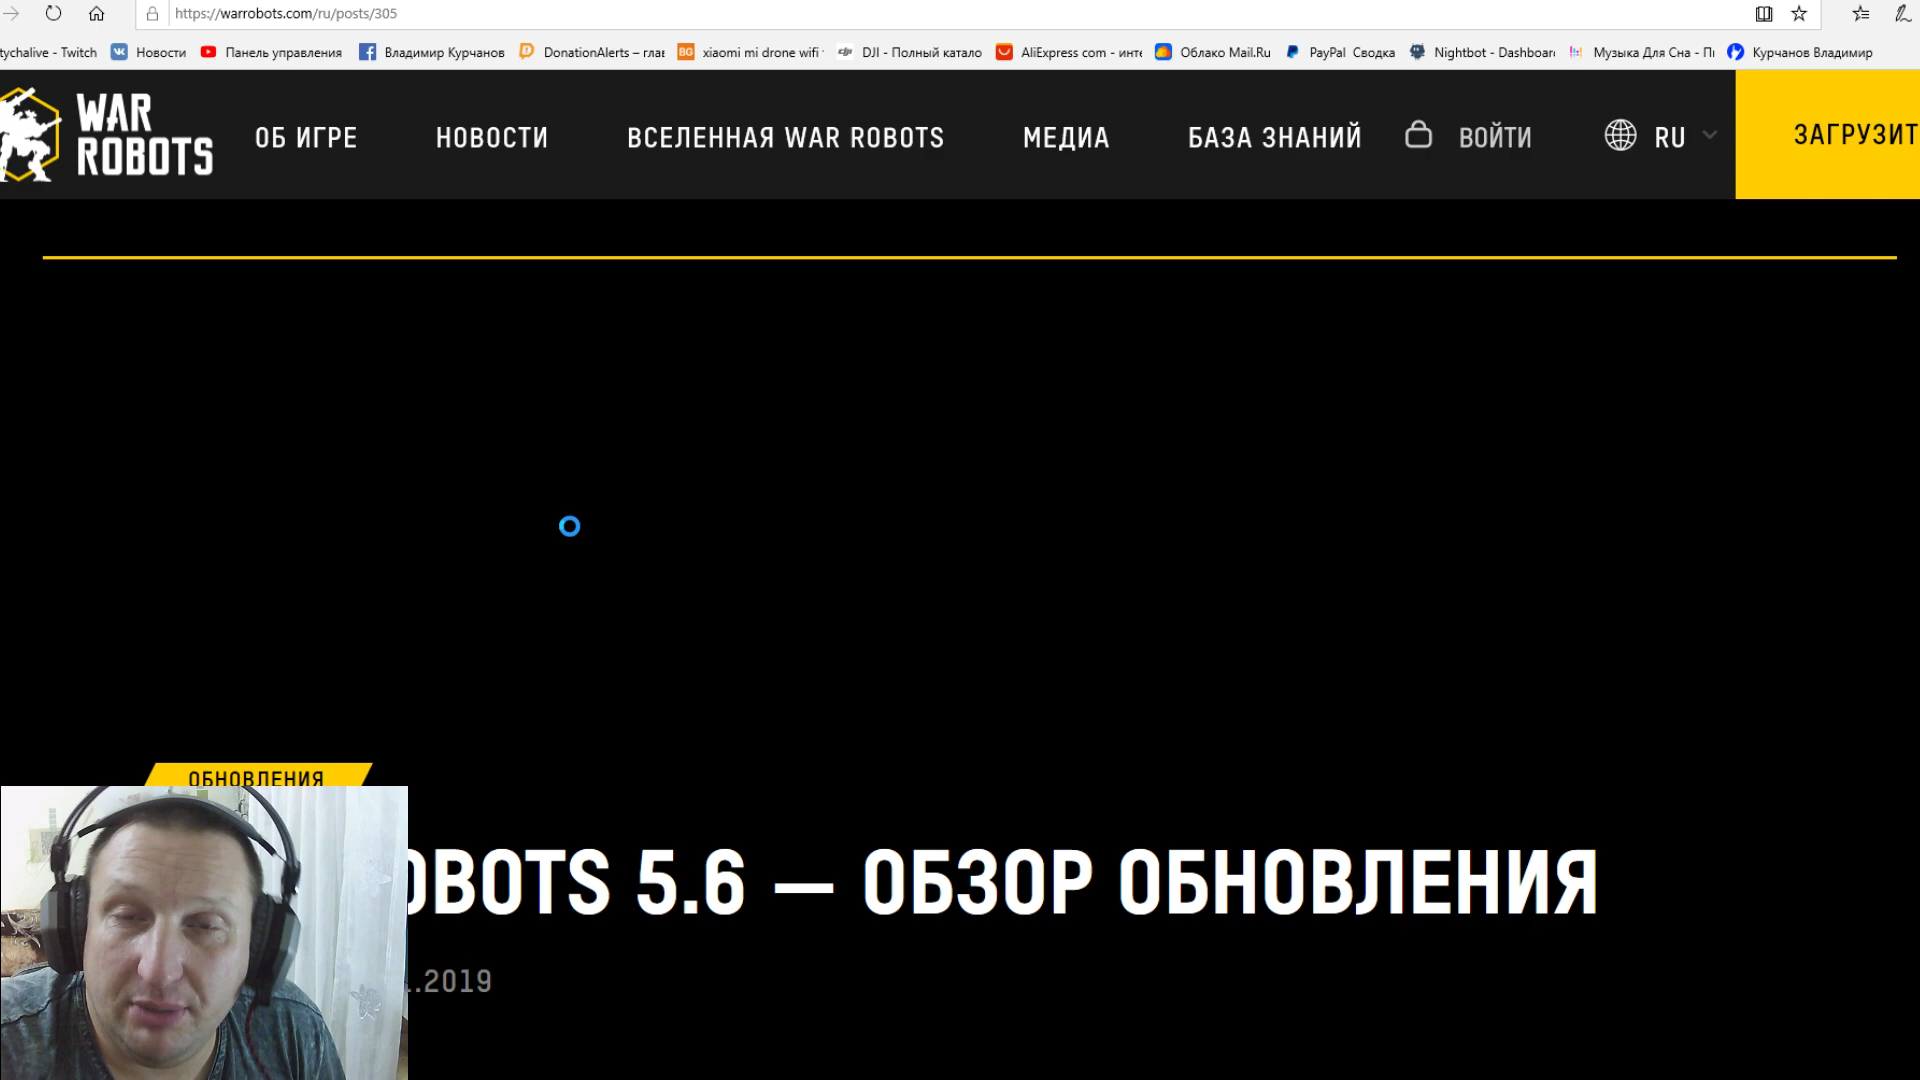 https://warrobots.com/ru/posts/305
tychalive - Twitch Новости Панель управления Владимир Курчанов DonationAlerts – глав xiaomi mi drone wifi DJI - Полный катало AliExpress com - инте Облако Mail.Ru PayPal Сводка Nightbot - Dashboard Музыка Для Сна - П Курчанов Владимир
WAR
ROBOTS
ОБ ИГРЕ НОВОСТИ ВСЕЛЕННАЯ WAR ROBOTS МЕДИА БАЗА ЗНАНИЙ ВОЙТИ RU ЗАГРУЗИТ
ОБНОВЛЕНИЯ
OBOTS 5.6 — ОБЗОР ОБНОВЛЕНИЯ
.2019